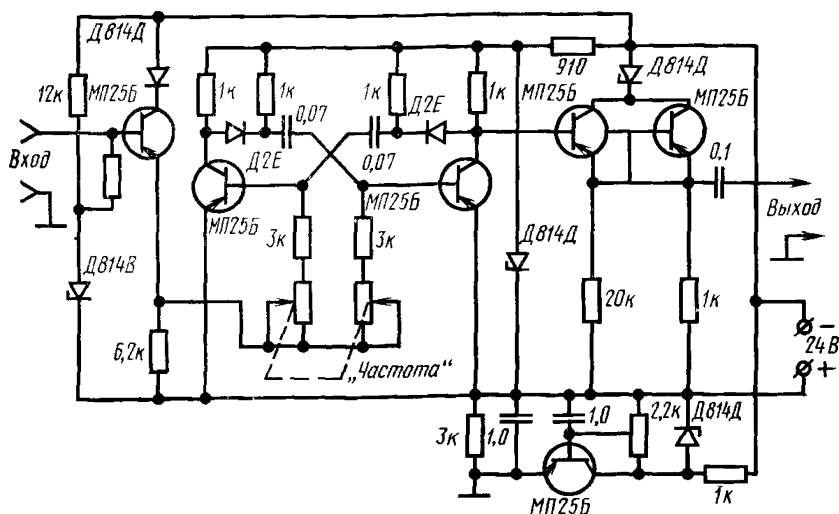 Д814Д
12к
МП25Б
Вход
Д814В
6,2к
1к
1к
0,07
Д2Е
МП25Б
3к
3к
„Частота“
1к
Д2Е
1к
0,07
МП25Б
910
Д814Д
МП25Б
Д814Д
МП25Б
0,1
Выход
20к
1к
−
24В
+
3к
1,0
1,0
2,2к
Д814Д
МП25Б
1к